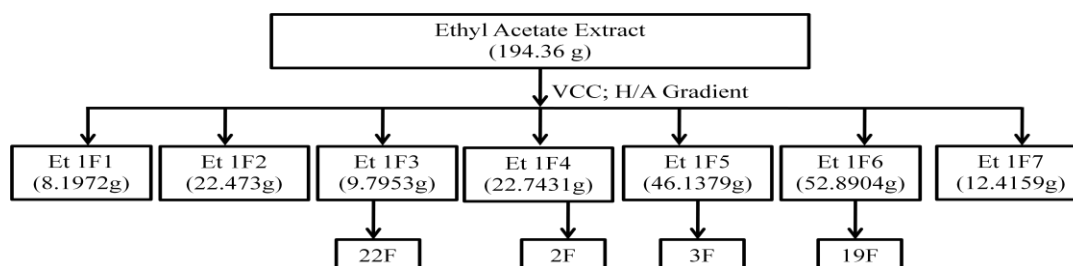 Ethyl Acetate Extract
(194.36 g)
VCC; H/A Gradient
Et 1F1
(8.1972g)
Et 1F2
(22.473g)
Et 1F3
(9.7953g)
Et 1F4
(22.7431g)
Et 1F5
(46.1379g)
Et 1F6
(52.8904g)
Et 1F7
(12.4159g)
22F
2F
3F
19F